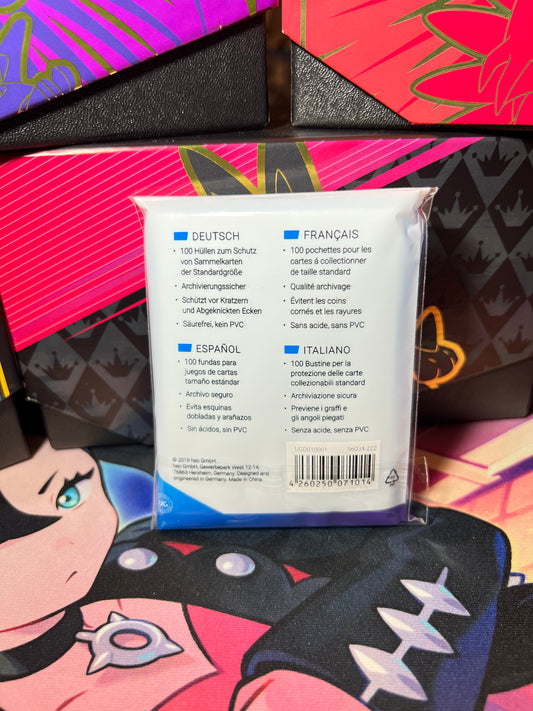 DEUTSCH
• 100 Hüllen zum Schutz
von Sammelkarten
der Standardgröße
• Archivierungssicher
• Schützt vor Kratzern
und Abgeknickten Ecken
• Säurefrei, kein PVC
FRANÇAIS
• 100 pochettes pour les
cartes á collectionner
de taille standard
• Qualité archivage
• Évitent les coins
cornés et les rayures
• Sans acide, sans PVC
ESPAÑOL
• 100 fundas para
juegos de cartas
tamaño estándar
• Archivo seguro
• Evita esquinas
dobladas y arañazos
• Sin ácidos, sin PVC
ITALIANO
• 100 Bustine per la
protezione delle carte
collezionabili standard
• Archiviazione sicura
• Previene i graffi e
gli angoli piegati
• Senza acide, senza PVC
© 2019 heo GmbH.
heo GmbH, Gewerbepark West 12-14,
76863 Herxheim, Germany. Designed and
engineered in Germany. Made in China.
UGD010001 56034-222
4 260250 071014
UG